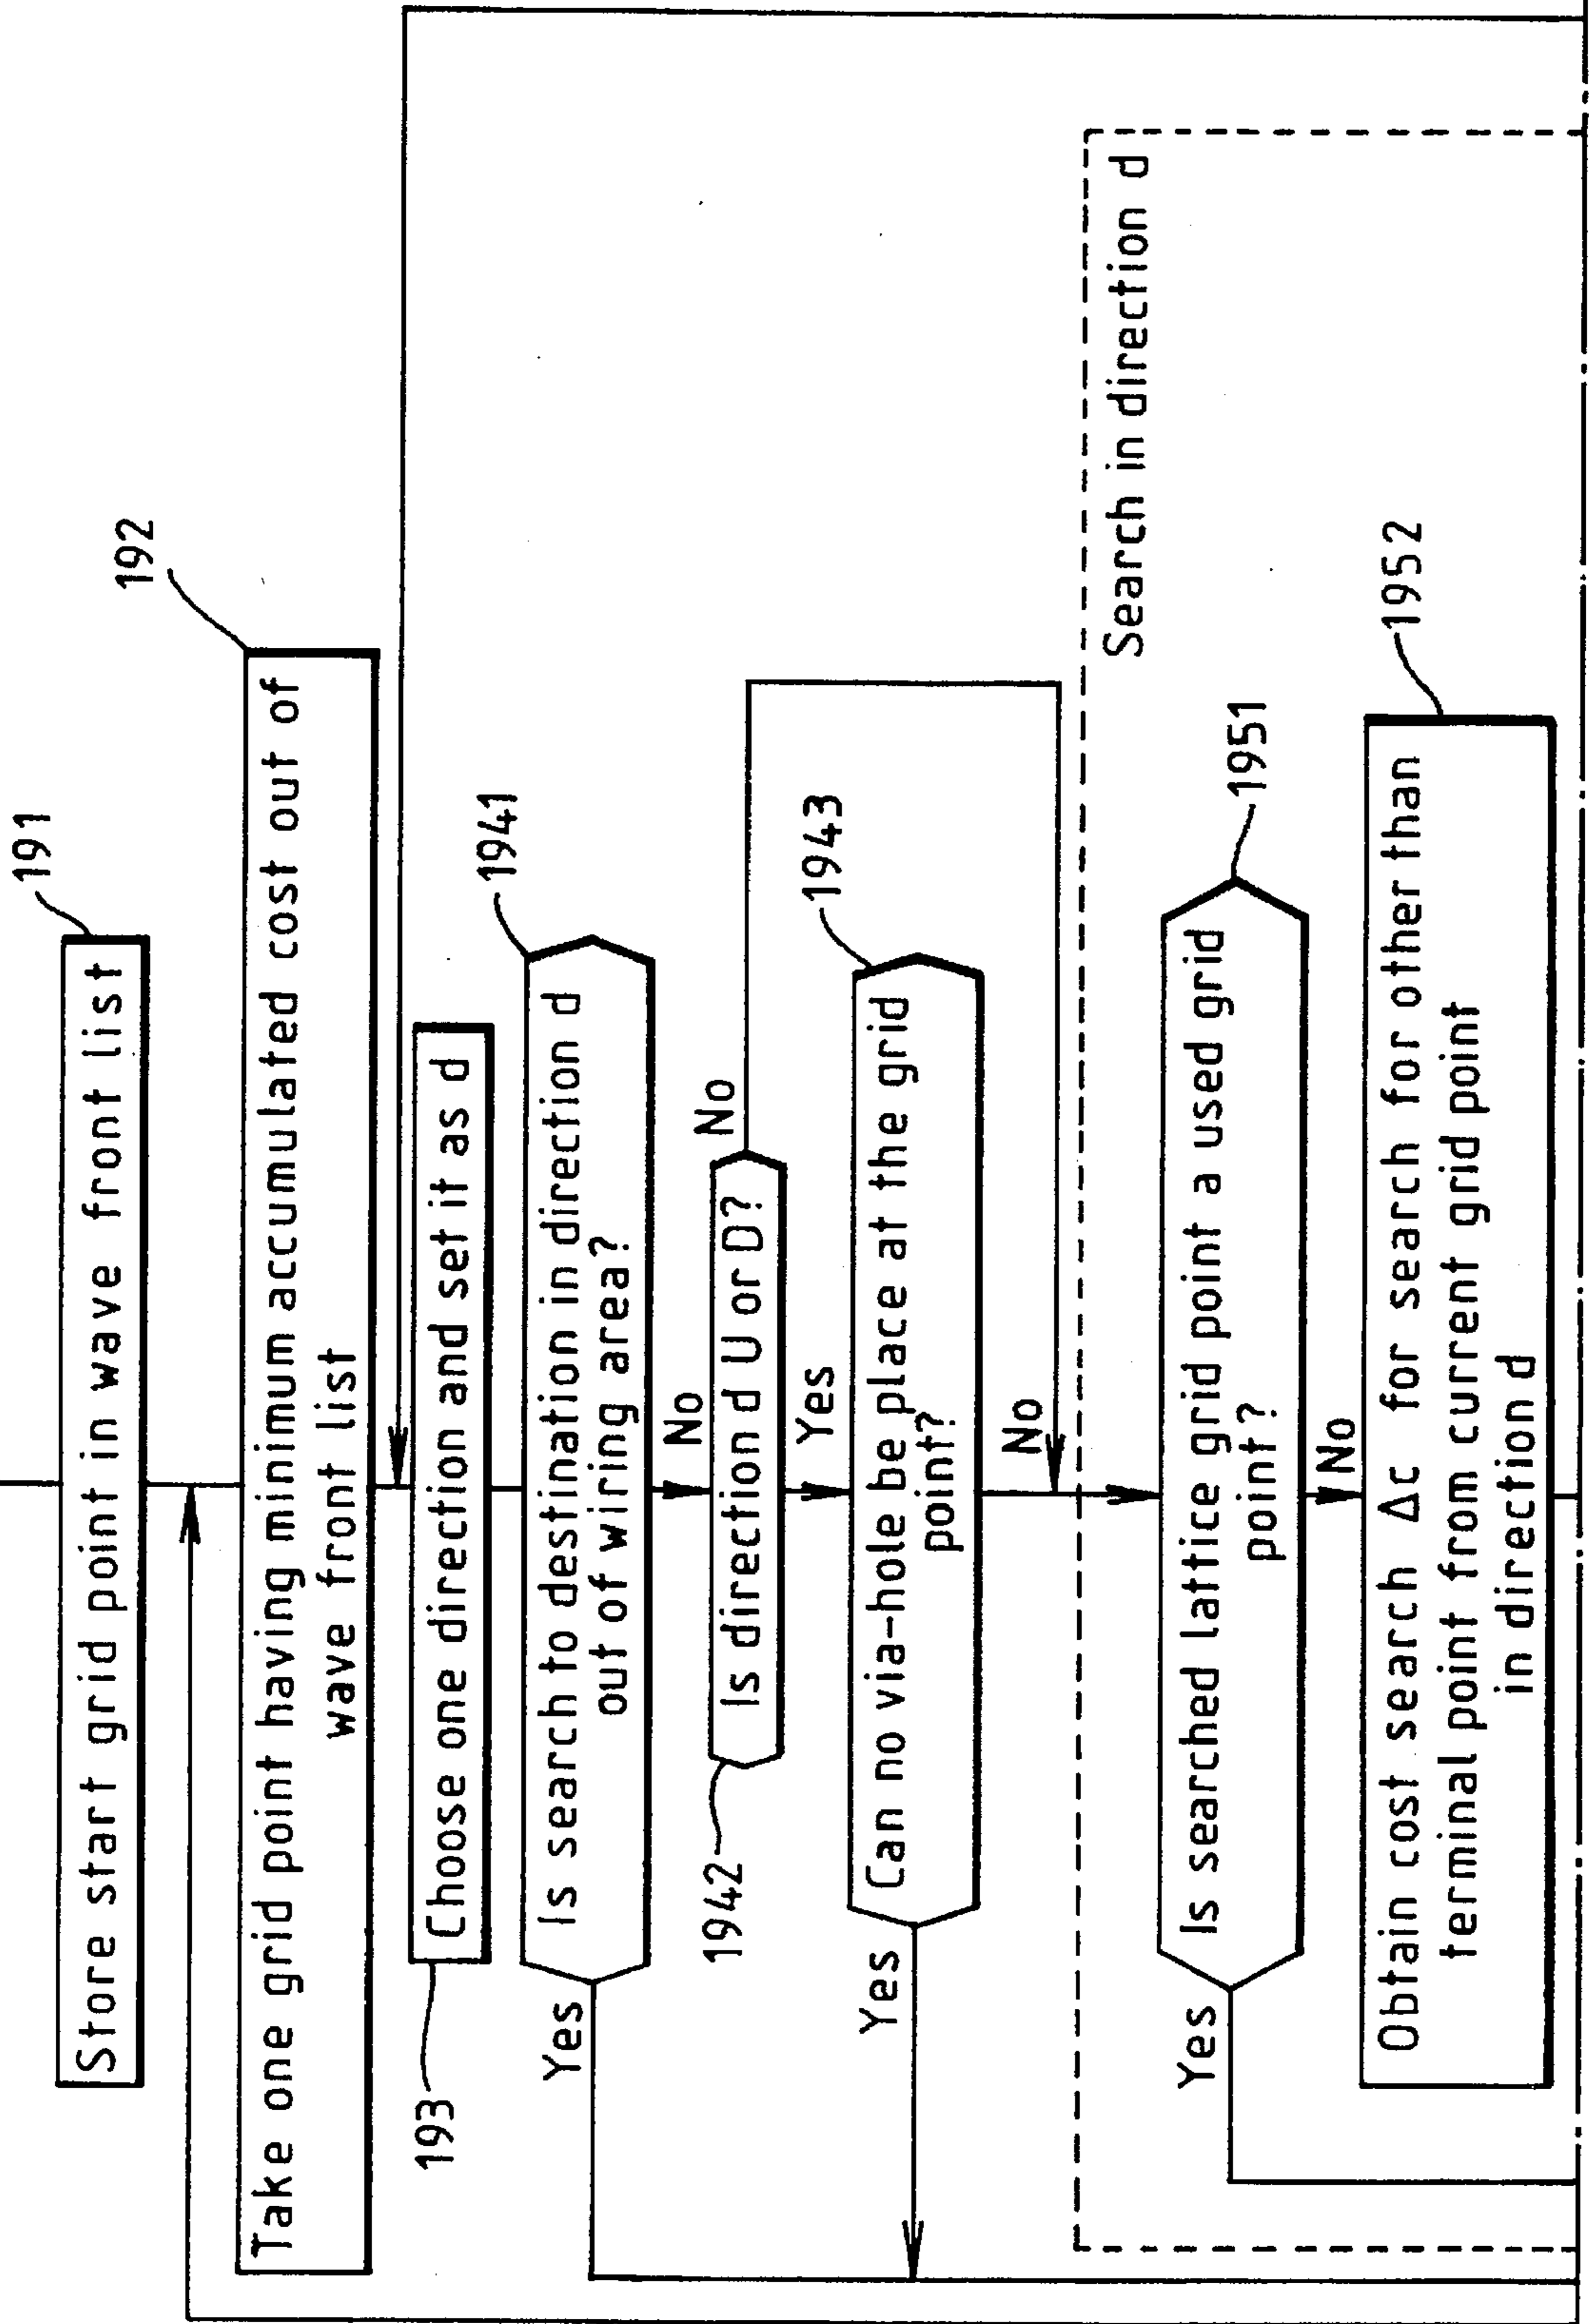 191
Store start grid point in wave front list
192
Take one grid point having minimum accumulated cost out of
wave front list
193
Choose one direction and set it as d
1941
Is search to destination in direction d
out of wiring area?
Yes
No
1942
Is direction d U or D?
No
Yes
1943
Can no via-hole be place at the grid
point?
Yes
No
Search in direction d
1951
Is searched lattice grid point a used grid
point?
Yes
No
1952
Obtain cost search Δc for search for other than
terminal point from current grid point
in direction d